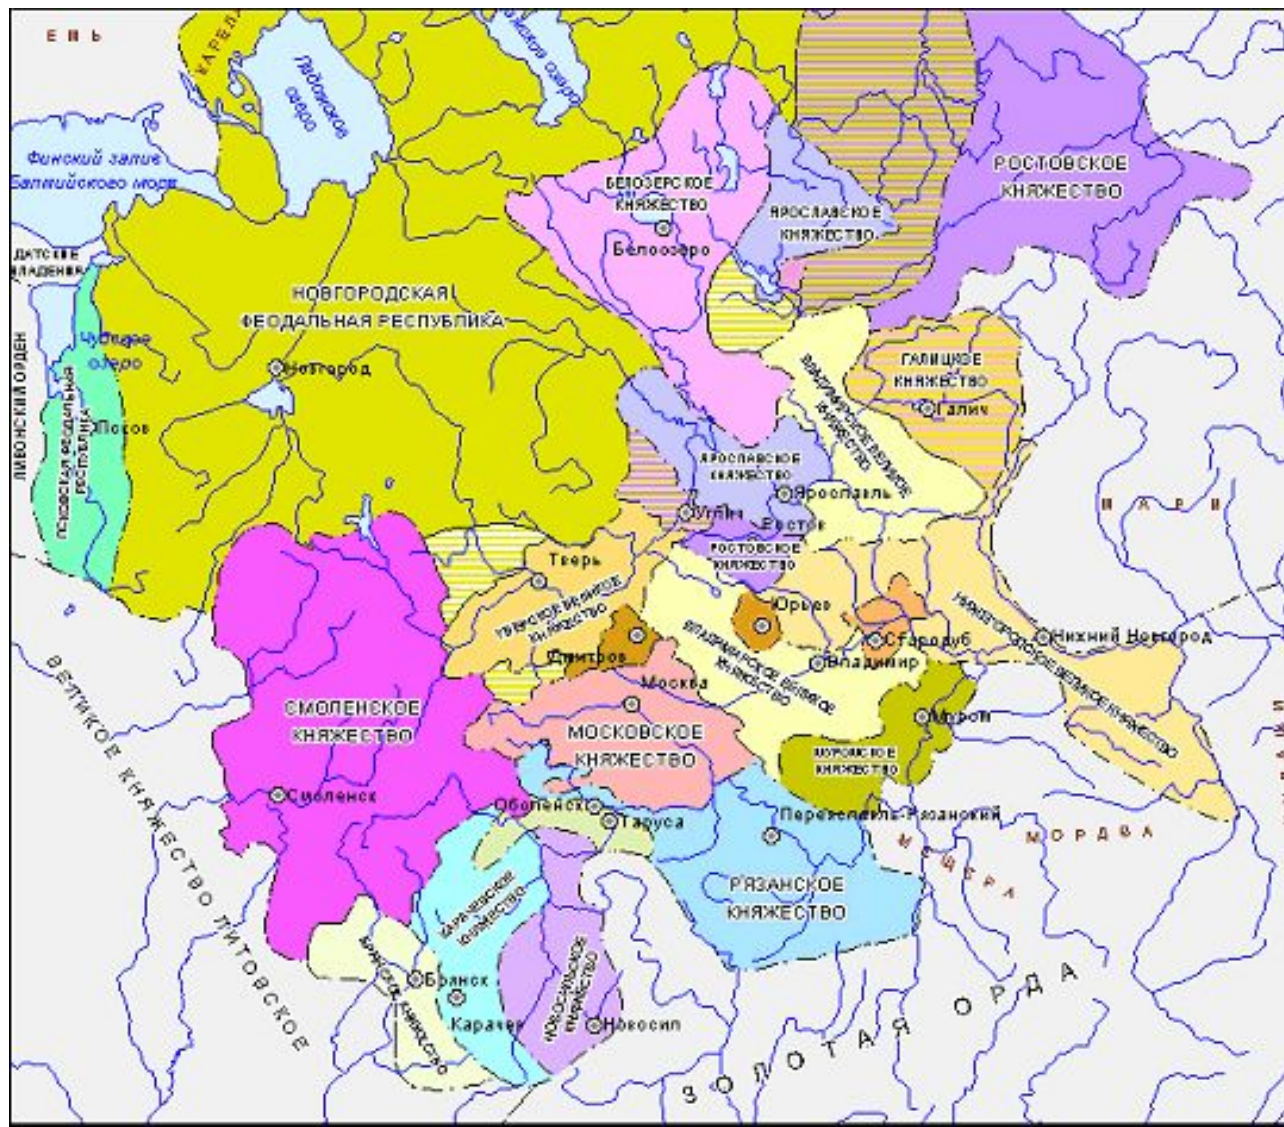 ЕМЬ
КАРЕЛ
Ладожское
озеро
Финский залив
Балтийского моря
ДАТСКИЕ
ВЛАДЕНИЯ
ЛИВОНСКИЙ ОРДЕН
Чудское
озеро
ПСКОВСКАЯ ФЕОДАЛЬНАЯ
РЕСПУБЛИКА
Псков
НОВГОРОДСКАЯ
ФЕОДАЛЬНАЯ РЕСПУБЛИКА
Новгород
БЕЛОЗЕРСКОЕ
КНЯЖЕСТВО
Белоозеро
ЯРОСЛАВСКОЕ
КНЯЖЕСТВО
РОСТОВСКОЕ
КНЯЖЕСТВО
ГАЛИЦКОЕ
КНЯЖЕСТВО
Галич
ВЛАДИМИРСКОЕ ВЕЛИКОЕ
КНЯЖЕСТВО
ЯРОСЛАВСКОЕ
КНЯЖЕСТВО
Ярославль
Углич
Ростов
РОСТОВСКОЕ
КНЯЖЕСТВО
МАРИ
Тверь
ТВЕРСКОЕ ВЕЛИКОЕ
КНЯЖЕСТВО
Дмитров
Юрьев
Стародуб
Владимир
ВЛАДИМИРСКОЕ ВЕЛИКОЕ
КНЯЖЕСТВО
НИЖЕГОРОДСКОЕ ВЕЛИКОЕ КНЯЖЕСТВО
Нижний Новгород
Москва
МОСКОВСКОЕ
КНЯЖЕСТВО
Муром
МУРОМСКОЕ
КНЯЖЕСТВО
СМОЛЕНСКОЕ
КНЯЖЕСТВО
Смоленск
Оболенск
Таруса
Переяславль-Рязанский
РЯЗАНСКОЕ
КНЯЖЕСТВО
МЕЩЕРА
МОРДВА
КАРАЧЕВСКОЕ
КНЯЖЕСТВО
БРЯНСКОЕ КНЯЖЕСТВО
Брянск
Карачев
НОВОСИЛЬСКОЕ
КНЯЖЕСТВО
Новосил
ВЕЛИКОЕ КНЯЖЕСТВО ЛИТОВСКОЕ
ЗОЛОТАЯ ОРДА